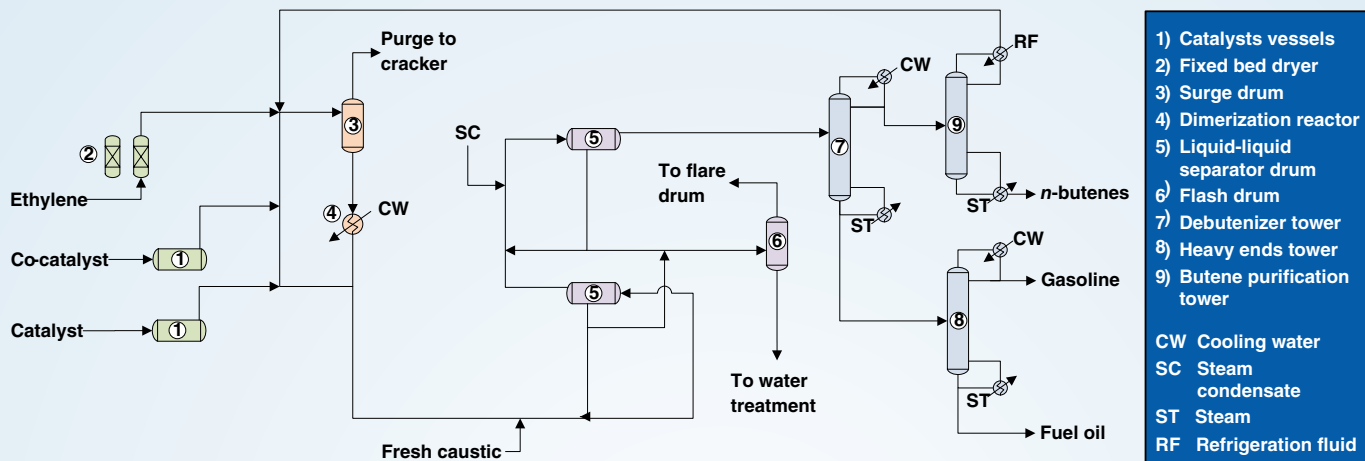 Purge to
cracker
RF
CW
3
5
9
7
SC
2
To flare
drum
Ethylene
n-butenes
ST
ST
4
CW
6
CW
Co-catalyst
1
Gasoline
5
Catalyst
1
8
To water
treatment
ST
Fresh caustic
Fuel oil
1) Catalysts vessels
2) Fixed bed dryer
3) Surge drum
4) Dimerization reactor
5) Liquid-liquid
separator drum
6) Flash drum
7) Debutenizer tower
8) Heavy ends tower
9) Butene purification
tower
CW Cooling water
SC Steam
condensate
ST Steam
RF Refrigeration fluid